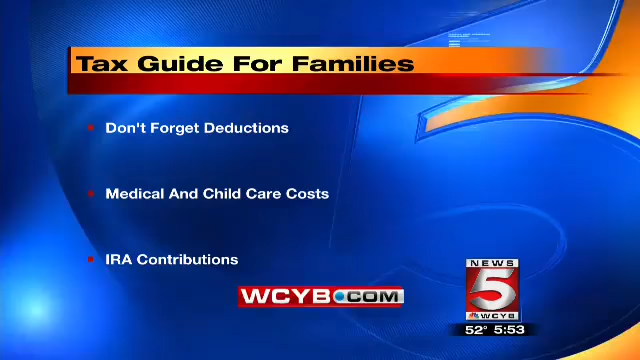 Tax Guide For Families
Don't Forget Deductions
Medical And Child Care Costs
IRA Contributions
WCYB.COM
NEWS
5
WCYB
52° 5:53